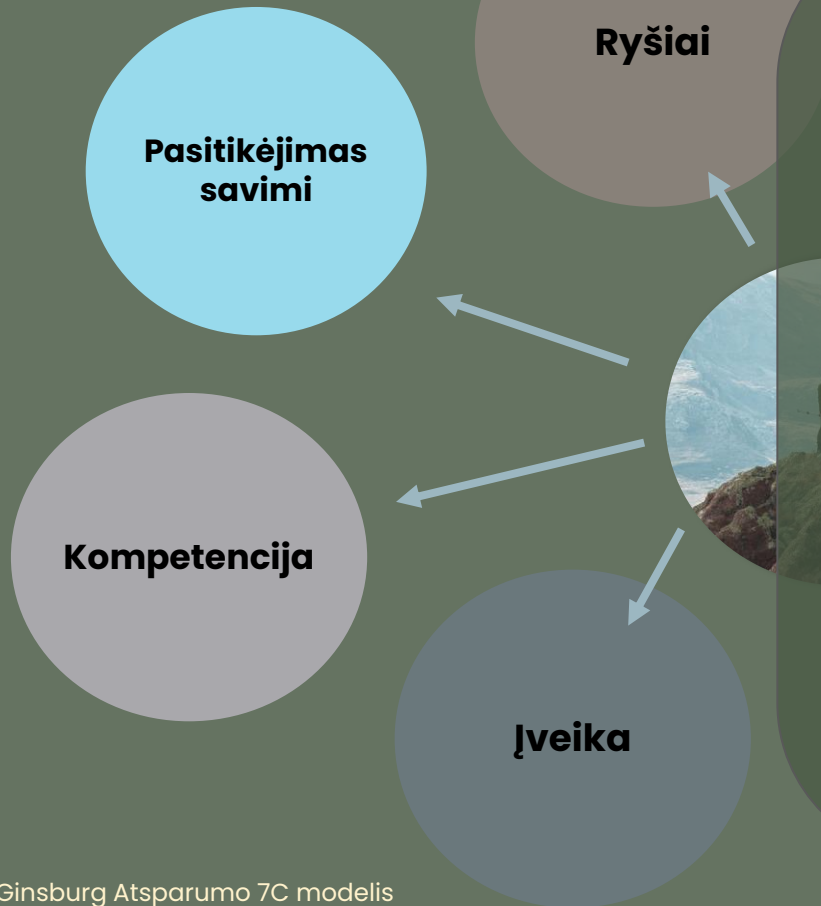 Ryšiai
Pasitikėjimas
savimi
Kompetencija
Įveika
Ginsburg Atsparumo 7C modelis